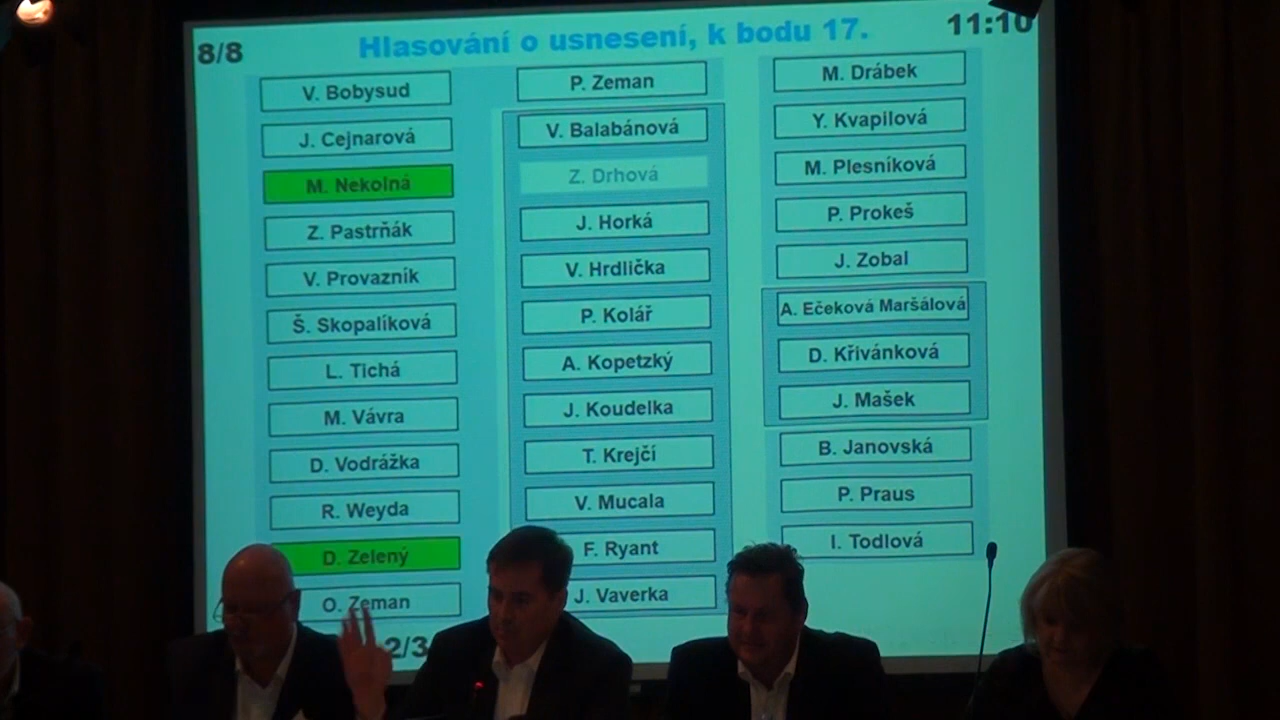 8/8
Hlasování o usnesení, k bodu 17.
11:10
V. Bobysud
J. Cejnarová
M. Nekolná
Z. Pastrňák
V. Provazník
Š. Skopalíková
L. Tichá
M. Vávra
D. Vodrážka
R. Weyda
D. Zelený
O. Zeman
P. Zeman
V. Balabánová
Z. Drhová
J. Horká
V. Hrdlička
P. Kolář
A. Kopetzký
J. Koudelka
T. Krejčí
V. Mucala
F. Ryant
J. Vaverka
M. Drábek
Y. Kvapilová
M. Plesníková
P. Prokeš
J. Zobal
A. Ečeková Maršálová
D. Křivánková
J. Mašek
B. Janovská
P. Praus
I. Todlová